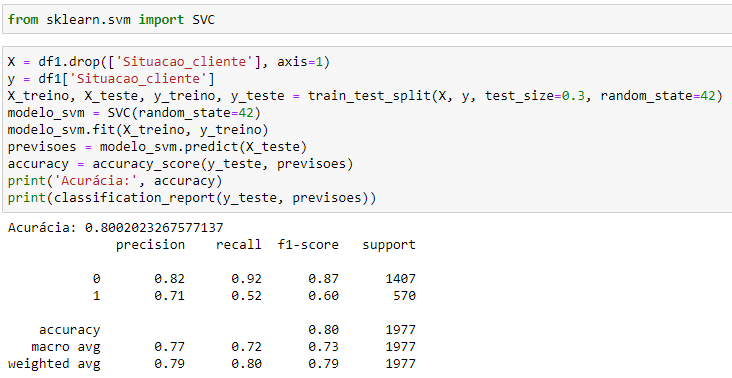 from sklearn.svm import SVC
X = df1.drop(['Situacao_cliente'], axis=1)
y = df1['Situacao_cliente']
X_treino, X_teste, y_treino, y_teste = train_test_split(X, y, test_size=0.3, random_state=42)
modelo_svm = SVC(random_state=42)
modelo_svm.fit(X_treino, y_treino)
previsoes = modelo_svm.predict(X_teste)
accuracy = accuracy_score(y_teste, previsoes)
print('Acurácia:', accuracy)
print(classification_report(y_teste, previsoes))
Acurácia: 0.8002023267577137
precision recall f1-score support
0 0.82 0.92 0.87 1407
1 0.71 0.52 0.60 570
accuracy 0.80 1977
macro avg 0.77 0.72 0.73 1977
weighted avg 0.79 0.80 0.79 1977